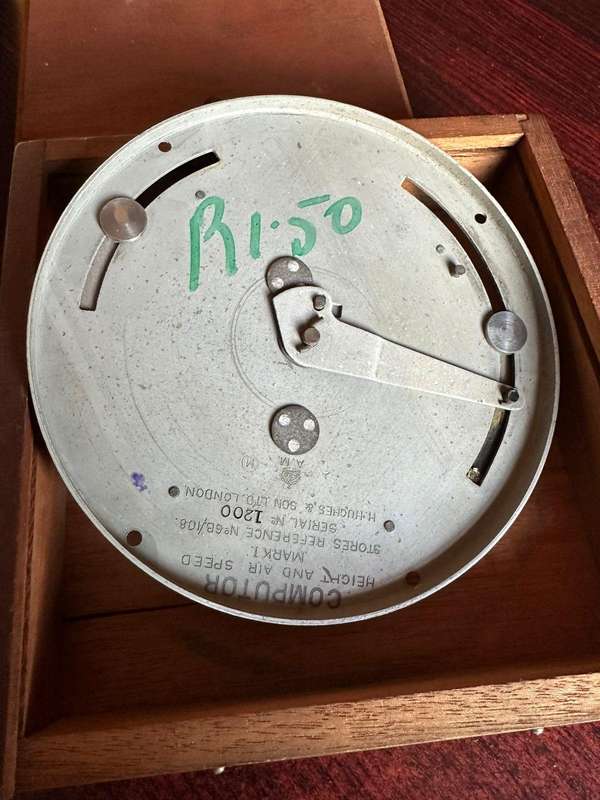 R1·50
COMPUTOR
HEIGHT AND AIR SPEED
MARK I.
STORES REFERENCE Nº6B/108.
SERIAL Nº 1200
H.HUGHES, & SON LTD. LONDON.
A.M (M)